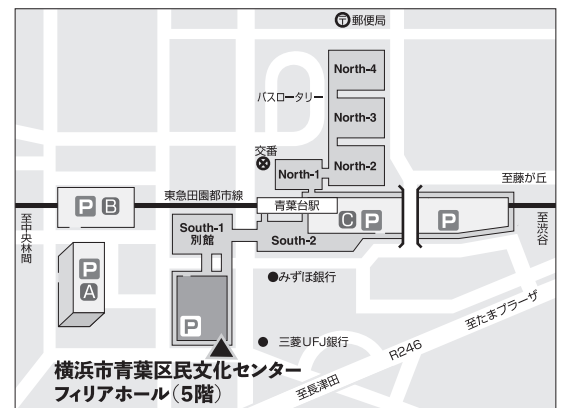 〒郵便局
North-4
バスロータリー
North-3
交番
North-2
North-1
至藤が丘
P B
東急田園都市線
青葉台駅
至中央林間
South-1
別館
South-2
C P
P
至渋谷
P
A
●みずほ銀行
P
● 三菱UFJ銀行
至たまプラーザ
R246
至長津田
横浜市青葉区民文化センター
フィリアホール（5階）